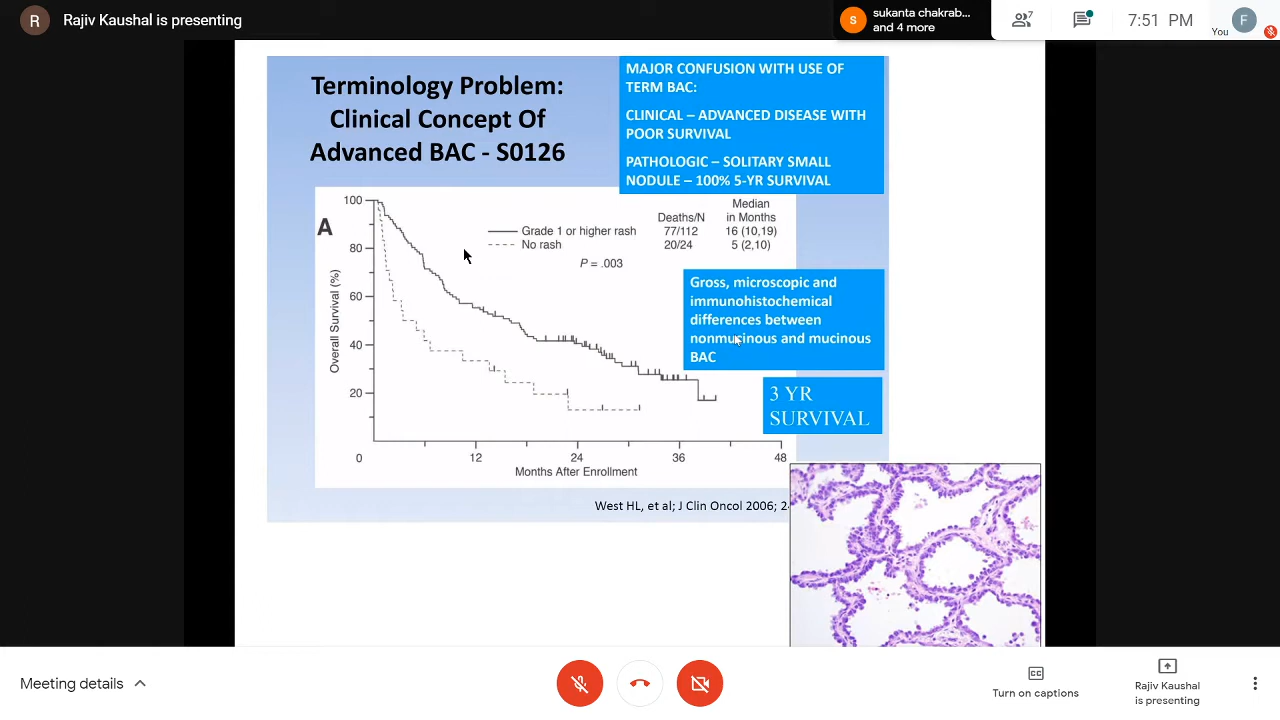 R
Rajiv Kaushal is presenting
S
sukanta chakrab...
and 4 more
7
7:51 PM
You
F
Terminology Problem:
Clinical Concept Of
Advanced BAC - S0126
MAJOR CONFUSION WITH USE OF
TERM BAC:
CLINICAL – ADVANCED DISEASE WITH
POOR SURVIVAL
PATHOLOGIC – SOLITARY SMALL
NODULE – 100% 5-YR SURVIVAL
A
Overall Survival (%)
100
80
60
40
20
0
12
24
36
48
Months After Enrollment
Deaths/N
Median
in Months
Grade 1 or higher rash 77/112 16 (10,19)
No rash 20/24 5 (2,10)
P = .003
Gross, microscopic and
immunohistochemical
differences between
nonmucinous and mucinous
BAC
3 YR
SURVIVAL
West HL, et al; J Clin Oncol 2006; 2
Meeting details
CC
Turn on captions
Rajiv Kaushal
is presenting